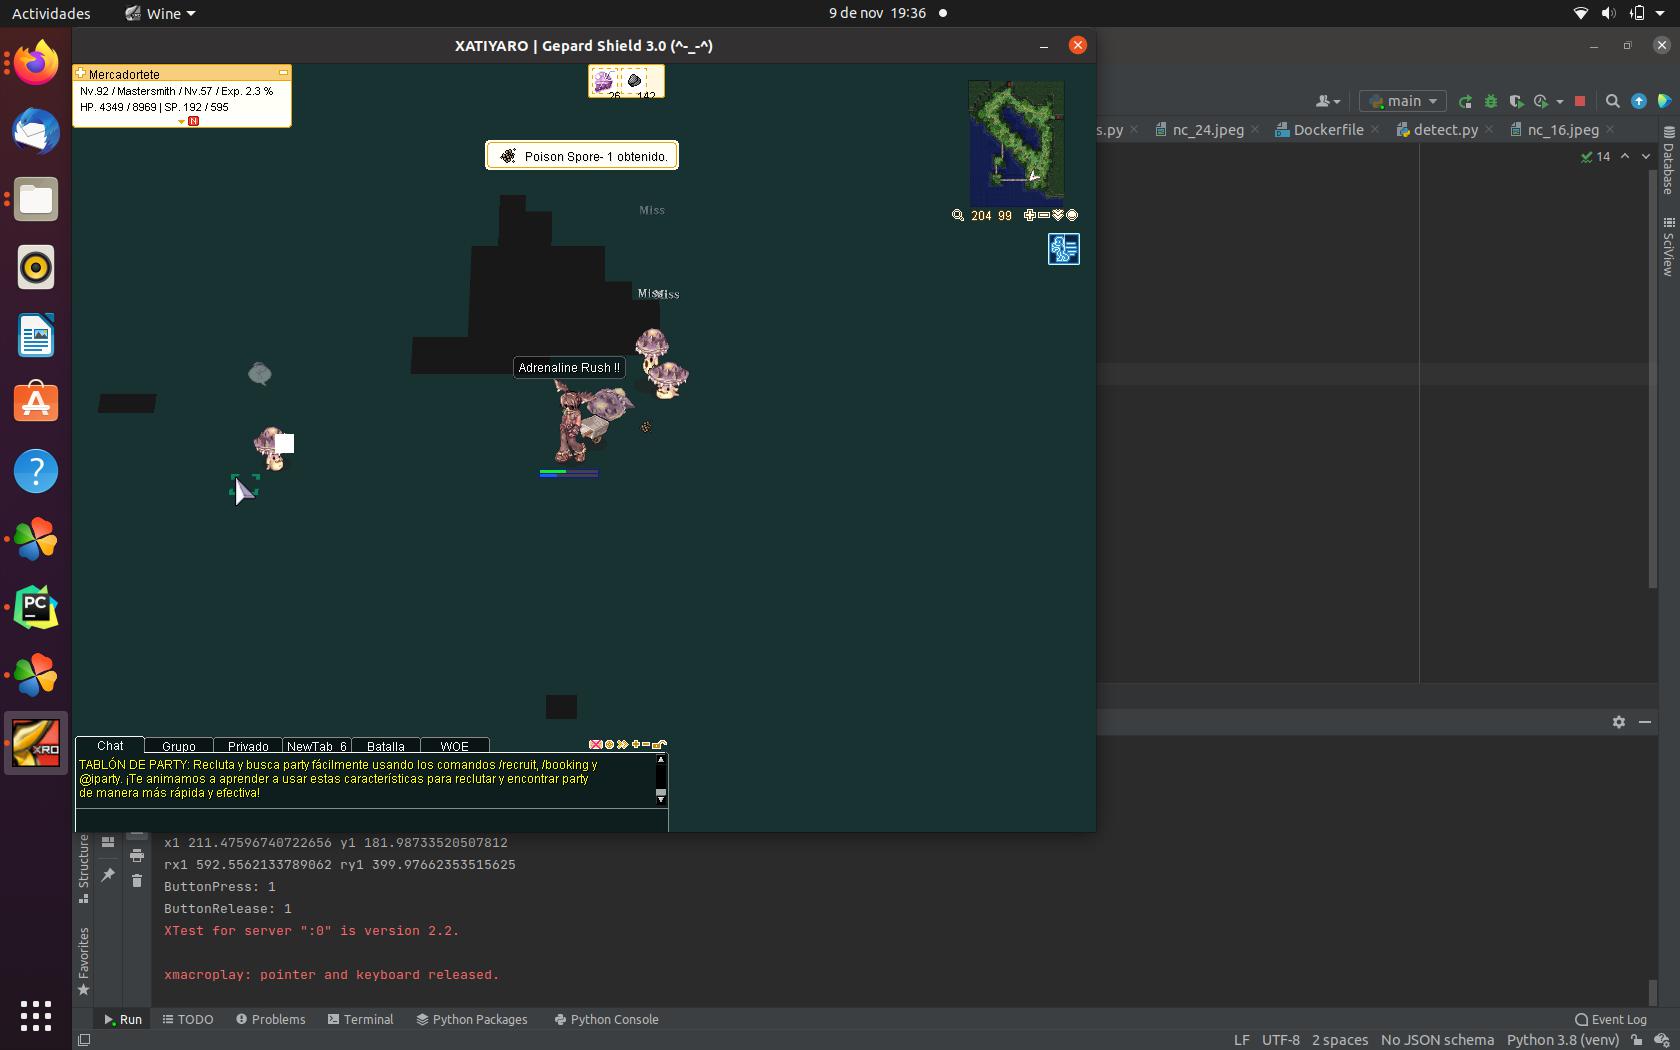 Actividades
Wine
9 de nov 19:36
XATIYARO | Gepard Shield 3.0 (^-_-^)
Mercadortete
Nv.92 / Mastersmith / Nv.57 / Exp. 2.3 %
HP. 4349 / 8969 | SP. 192 / 595
N
26 142
Poison Spore- 1 obtenido.
Miss
Miss
Miss
Adrenaline Rush !!
204 99
main
s.py
nc_24.jpeg
Dockerfile
detect.py
nc_16.jpeg
14
Database
SciView
PC
XRO
Chat Grupo Privado NewTab_6 Batalla WOE
TABLÓN DE PARTY: Recluta y busca party fácilmente usando los comandos /recruit, /booking y
@iparty. ¡Te animamos a aprender a usar estas características para reclutar y encontrar party
de manera más rápida y efectiva!
x1 211.47596740722656 y1 181.98733520507812
rx1 592.5562133789062 ry1 399.97662353515625
ButtonPress: 1
ButtonRelease: 1
XTest for server ":0" is version 2.2.
xmacroplay: pointer and keyboard released.
Structure
Favorites
Run TODO Problems Terminal Python Packages Python Console Event Log
LF UTF-8 2 spaces No JSON schema Python 3.8 (venv)